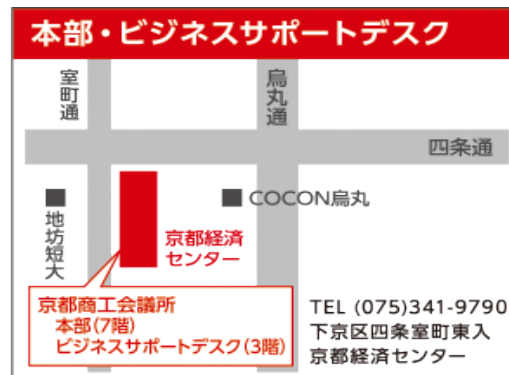 本部・ビジネスサポートデスク
室町通
烏丸通
四条通
地坊短大
COCON烏丸
京都経済
センター
京都商工会議所
本部(7階)
ビジネスサポートデスク(3階)
TEL (075)341-9790
下京区四条室町東入
京都経済センター